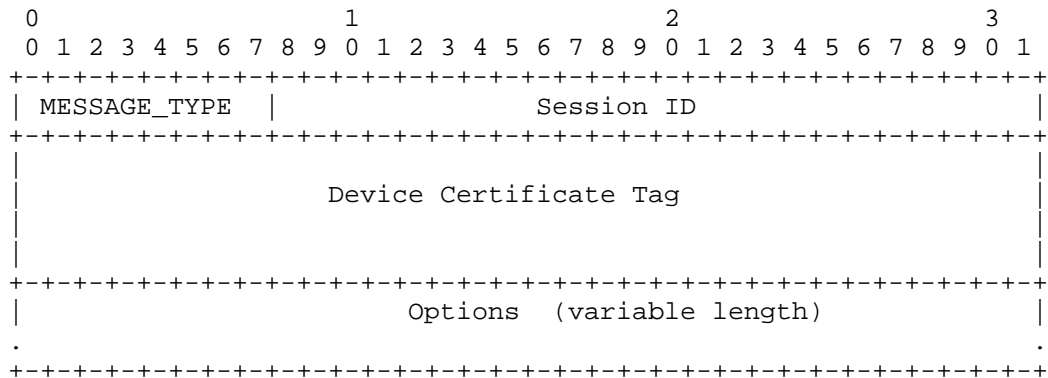 0                   1                   2                   3
 0 1 2 3 4 5 6 7 8 9 0 1 2 3 4 5 6 7 8 9 0 1 2 3 4 5 6 7 8 9 0 1
+-+-+-+-+-+-+-+-+-+-+-+-+-+-+-+-+-+-+-+-+-+-+-+-+-+-+-+-+-+-+-+-+
| MESSAGE_TYPE  |                Session ID                     |
+-+-+-+-+-+-+-+-+-+-+-+-+-+-+-+-+-+-+-+-+-+-+-+-+-+-+-+-+-+-+-+-+
|                                                               |
|                   Device Certificate Tag                      |
|                                                               |
|                                                               |
+-+-+-+-+-+-+-+-+-+-+-+-+-+-+-+-+-+-+-+-+-+-+-+-+-+-+-+-+-+-+-+-+
|                        Options  (variable length)             |
.                                                               .
+-+-+-+-+-+-+-+-+-+-+-+-+-+-+-+-+-+-+-+-+-+-+-+-+-+-+-+-+-+-+-+-+